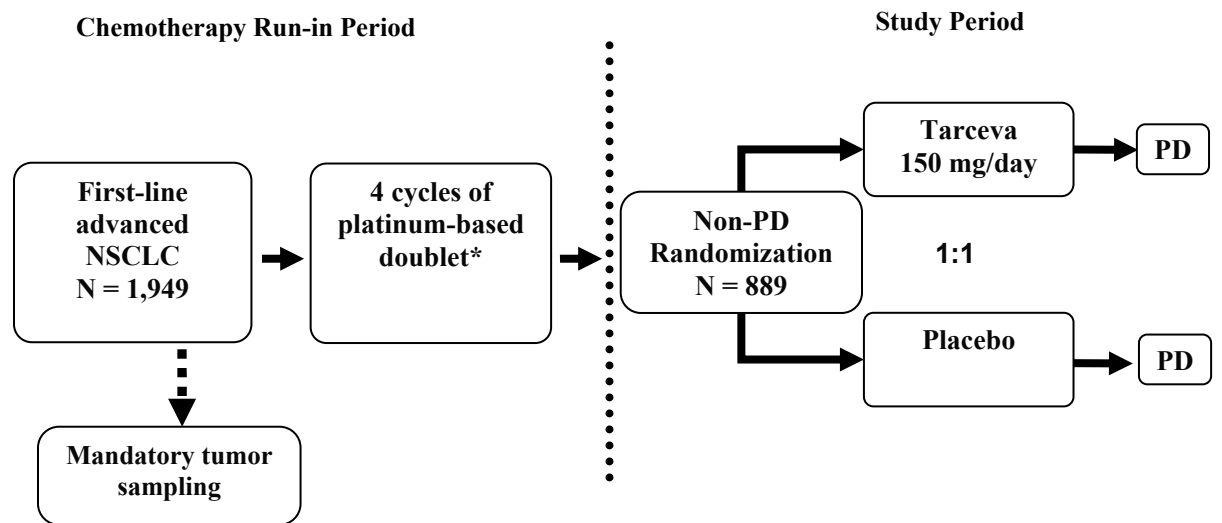 Chemotherapy Run-in Period
Study Period
First-line
advanced
NSCLC
N = 1,949
4 cycles of
platinum-based
doublet*
Non-PD
Randomization
N = 889
Tarceva
150 mg/day
PD
1:1
Placebo
PD
Mandatory tumor
sampling